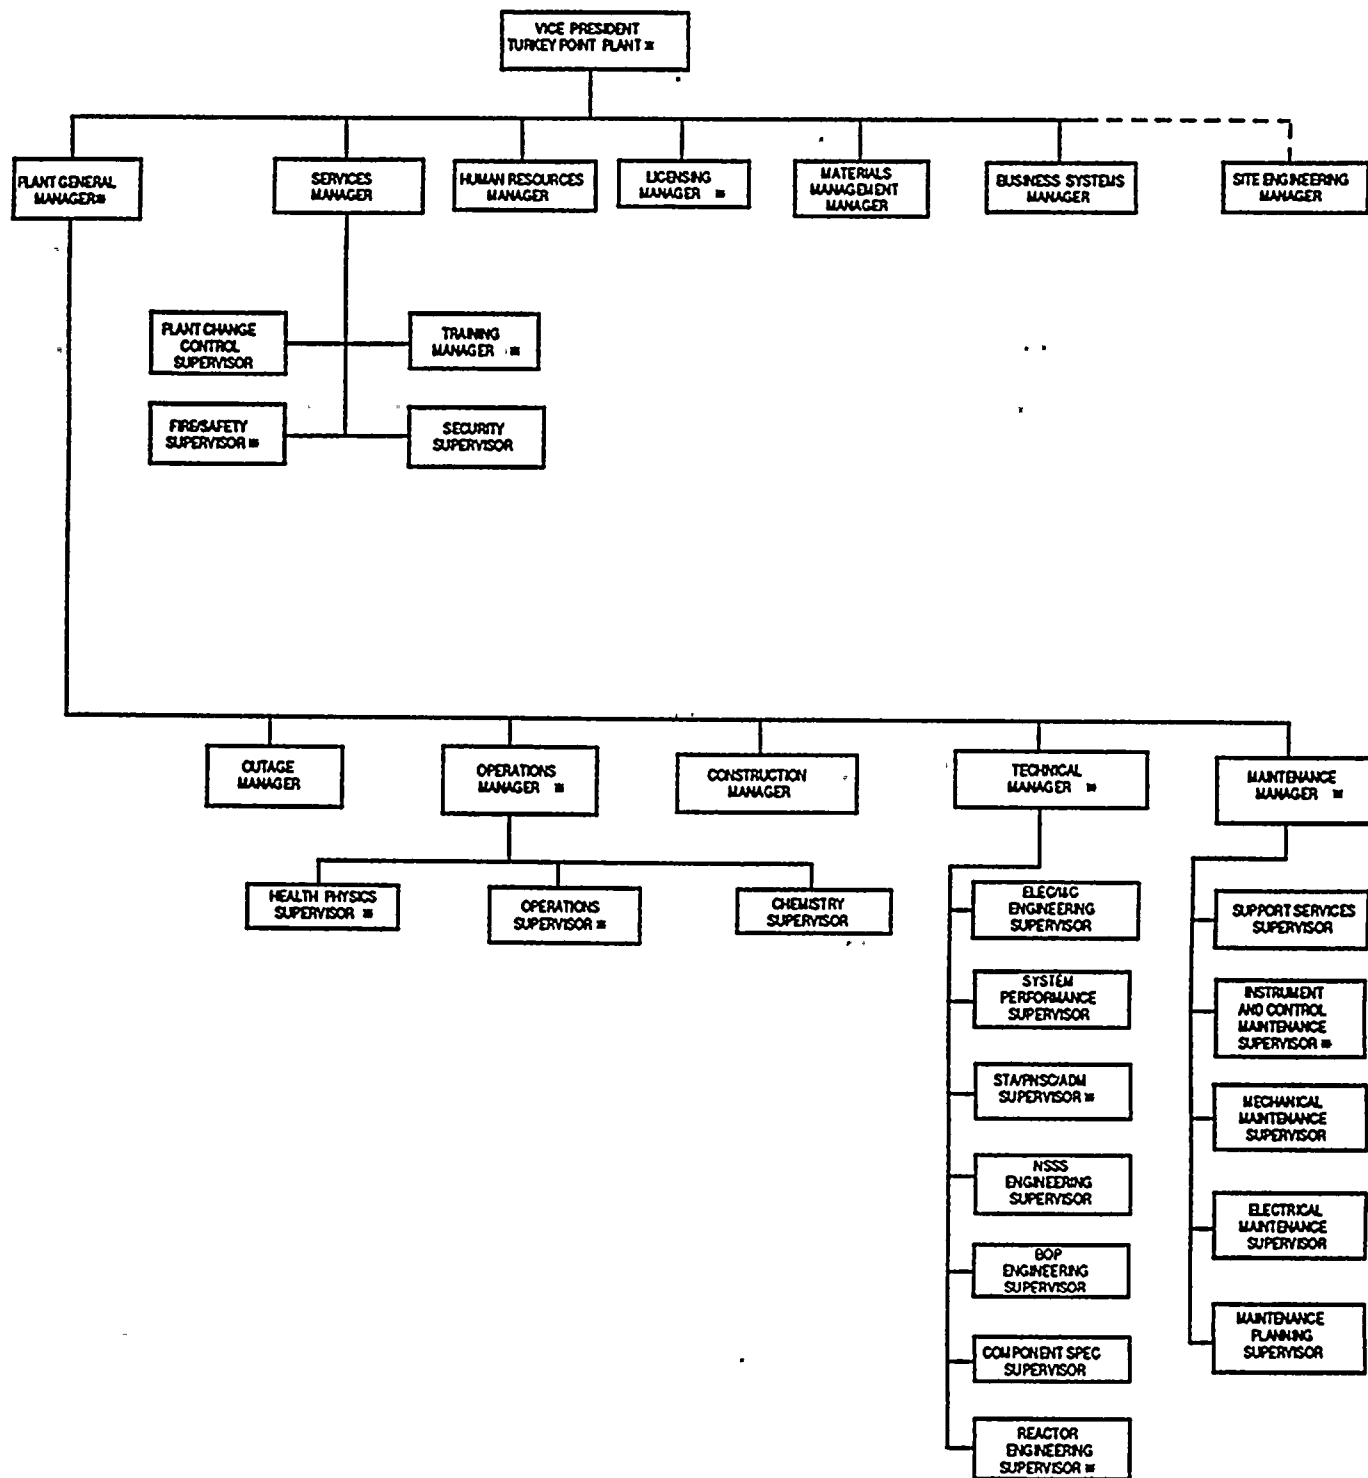 VICE PRESIDENT
TURKEY POINT PLANT ※
PLANT GENERAL
MANAGER※
SERVICES
MANAGER
HUMAN RESOURCES
MANAGER
LICENSING
MANAGER ※
MATERIALS
MANAGEMENT
MANAGER
BUSINESS SYSTEMS
MANAGER
SITE ENGINEERING
MANAGER
PLANT CHANGE
CONTROL
SUPERVISOR
TRAINING
MANAGER ※
FIRE/SAFETY
SUPERVISOR ※
SECURITY
SUPERVISOR
OUTAGE
MANAGER
OPERATIONS
MANAGER ※
CONSTRUCTION
MANAGER
TECHNICAL
MANAGER ※
MAINTENANCE
MANAGER ※
HEALTH PHYSICS
SUPERVISOR ※
OPERATIONS
SUPERVISOR ※
CHEMISTRY
SUPERVISOR
ELEC/I&C
ENGINEERING
SUPERVISOR
SYSTEM
PERFORMANCE
SUPERVISOR
STA/PNSC/ADM
SUPERVISOR ※
NSSS
ENGINEERING
SUPERVISOR
BOP
ENGINEERING
SUPERVISOR
COMPONENT SPEC
SUPERVISOR
REACTOR
ENGINEERING
SUPERVISOR ※
SUPPORT SERVICES
SUPERVISOR
INSTRUMENT
AND CONTROL
MAINTENANCE
SUPERVISOR ※
MECHANICAL
MAINTENANCE
SUPERVISOR
ELECTRICAL
MAINTENANCE
SUPERVISOR
MAINTENANCE
PLANNING
SUPERVISOR